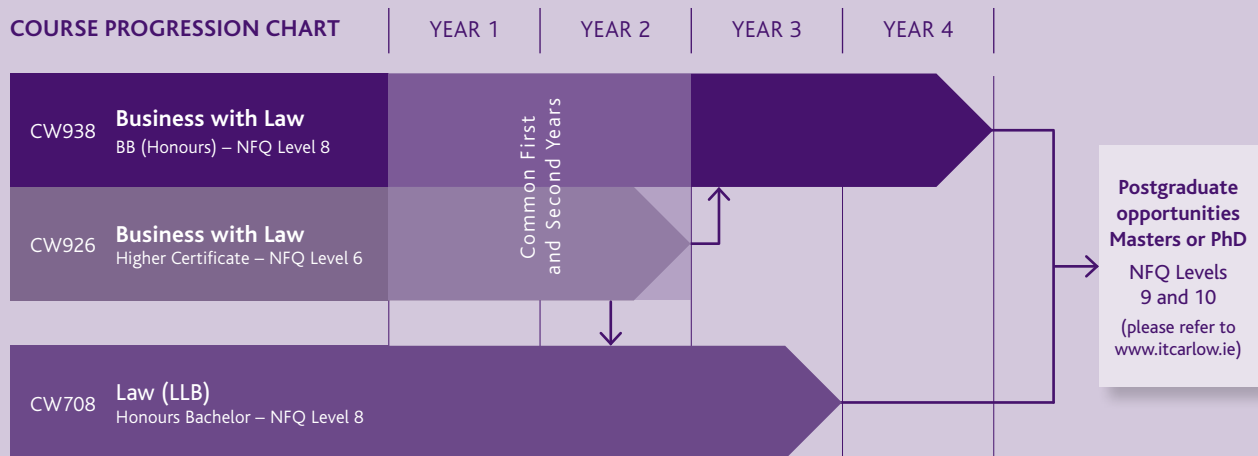 COURSE PROGRESSION CHART
YEAR 1
YEAR 2
YEAR 3
YEAR 4
CW938
Business with Law
BB (Honours) – NFQ Level 8
CW926
Business with Law
Higher Certificate – NFQ Level 6
Common First
and Second Years
CW708
Law (LLB)
Honours Bachelor – NFQ Level 8
Postgraduate
opportunities
Masters or PhD
NFQ Levels
9 and 10
(please refer to
www.itcarlow.ie)